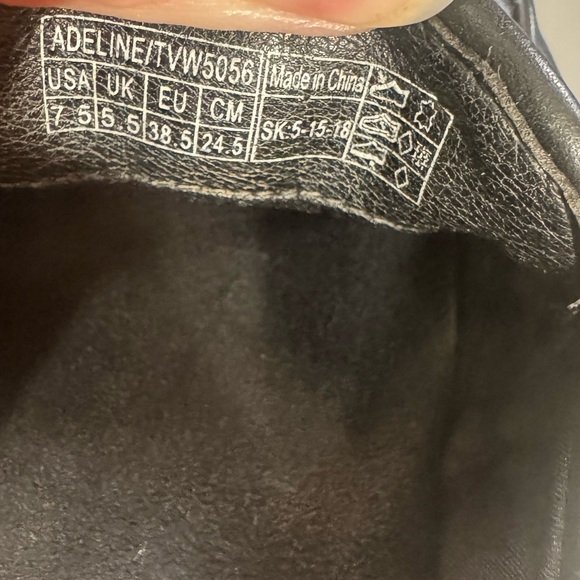 ADELINE/TVW5056
USA UK EU CM
7.5 5.5 38.5 24.5
Made in China
SK:5-15-18